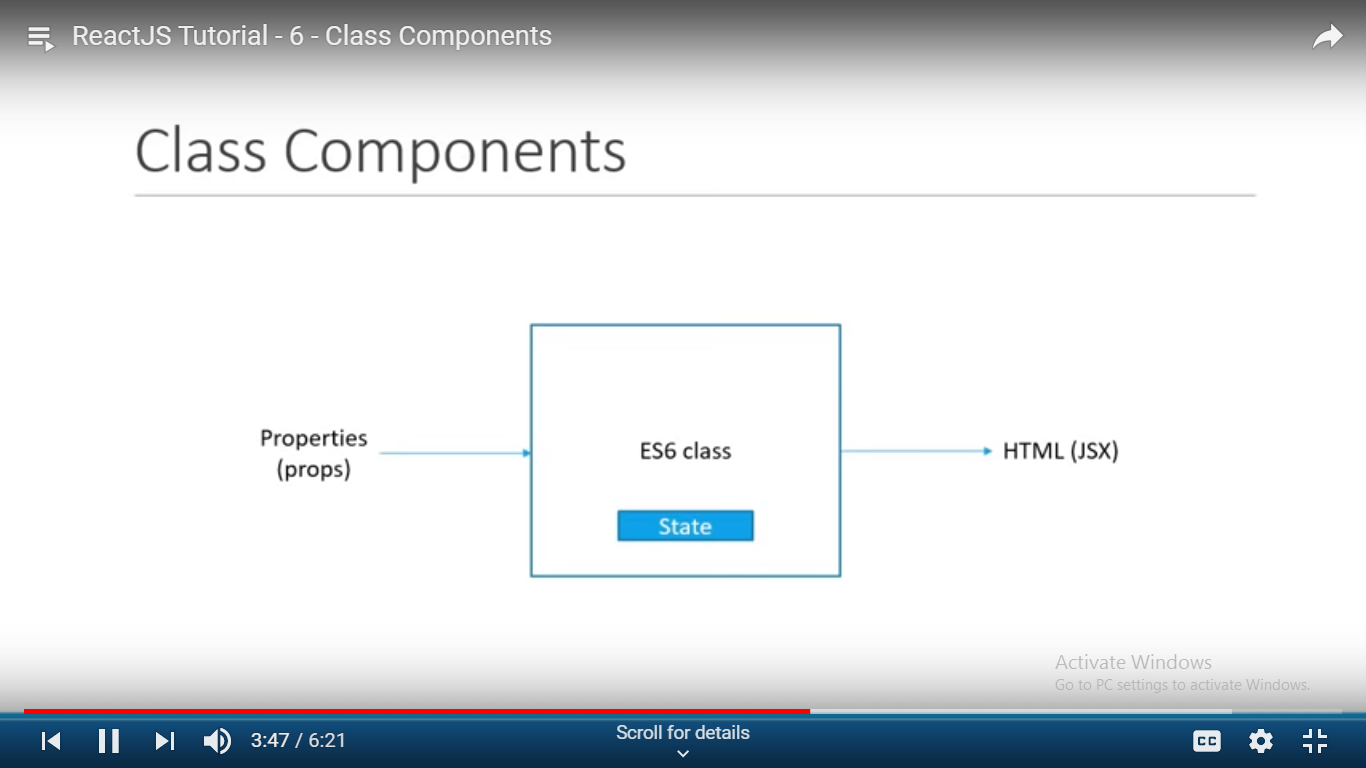 ReactJS Tutorial - 6 - Class Components
Class Components
Properties
(props)
ES6 class
State
HTML (JSX)
Activate Windows
Go to PC settings to activate Windows.
3:47 / 6:21
Scroll for details
CC